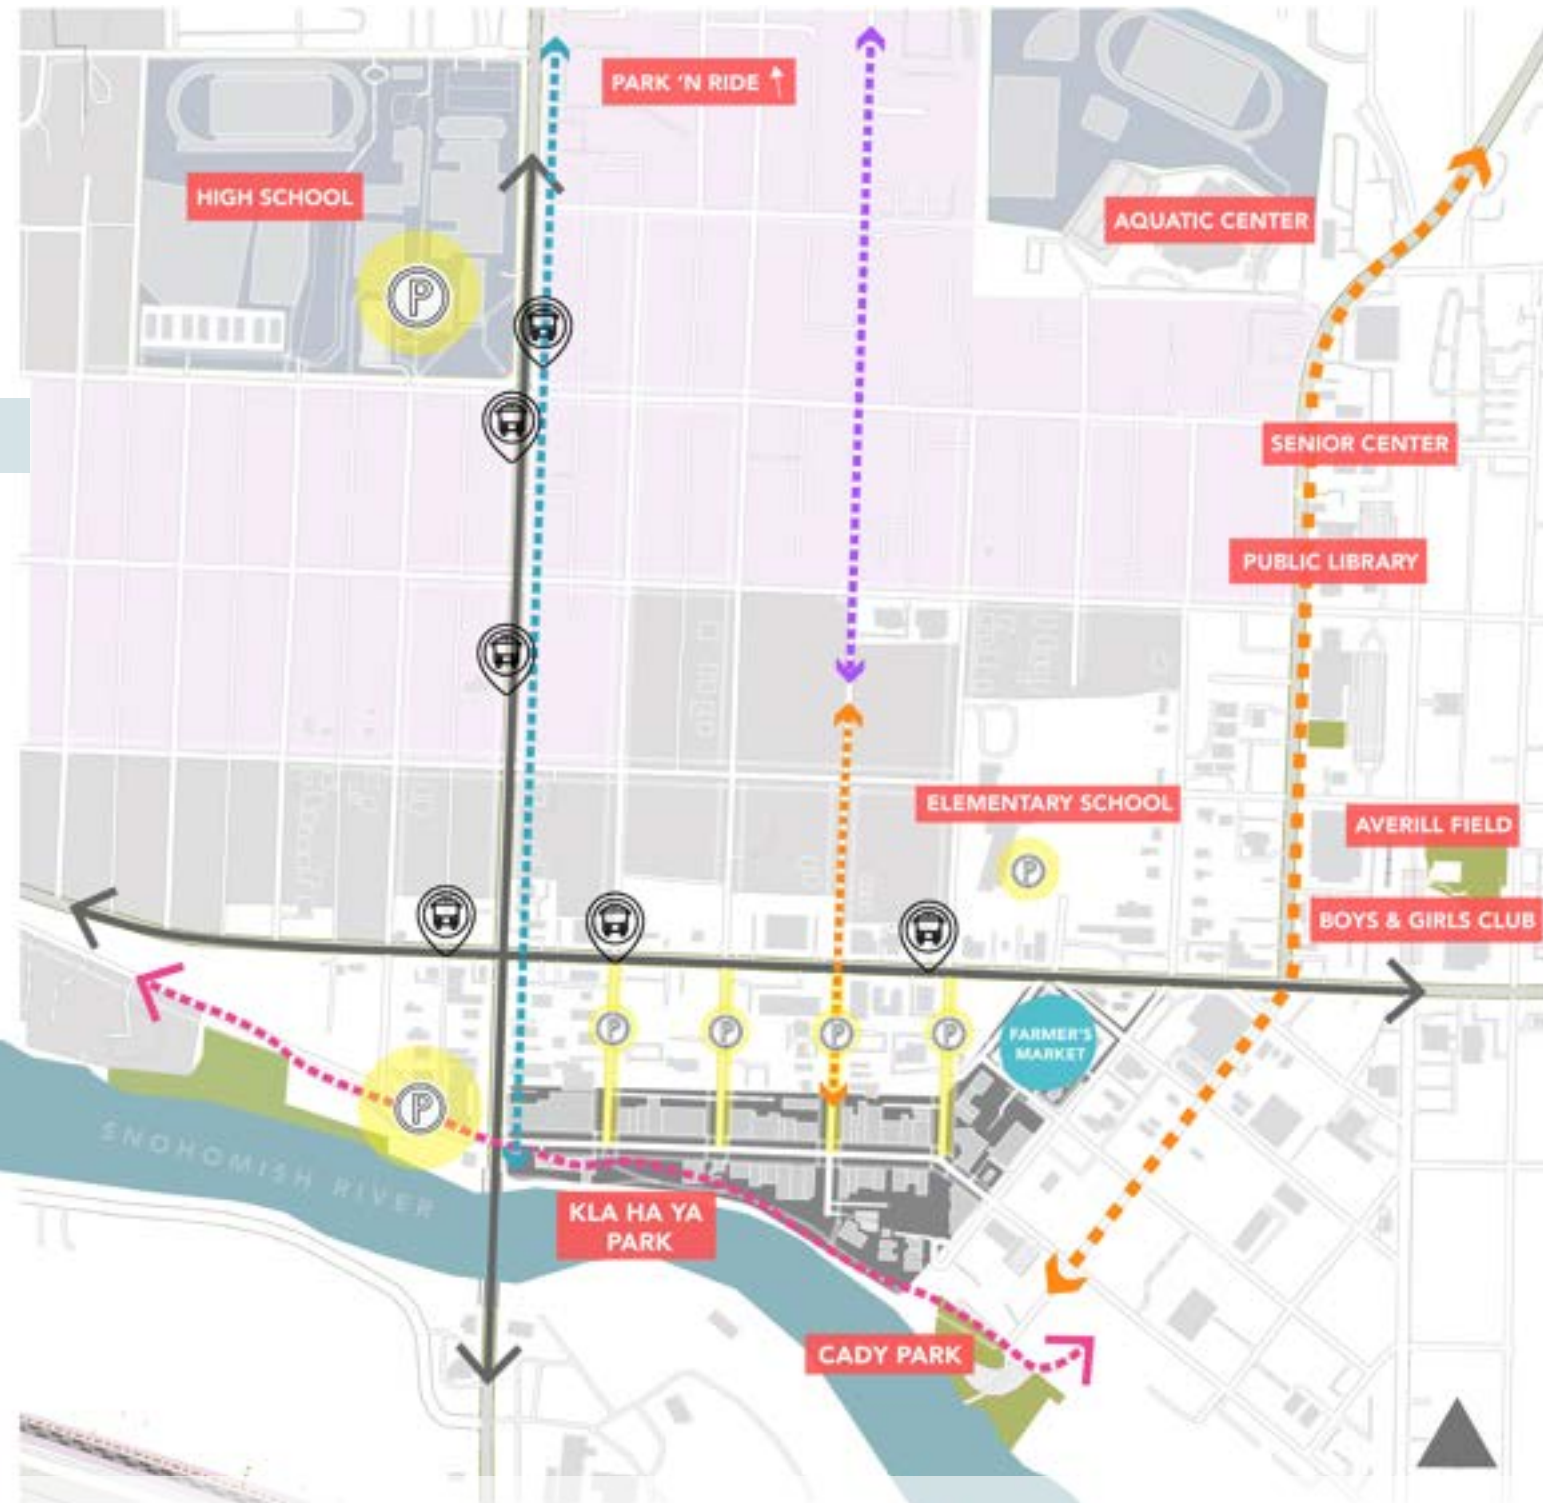 PARK 'N RIDE
HIGH SCHOOL
AQUATIC CENTER
P
SENIOR CENTER
PUBLIC LIBRARY
ELEMENTARY SCHOOL
AVERILL FIELD
P
BOYS & GIRLS CLUB
P
P
P
P
FARMER'S
MARKET
P
SNOHOMISH RIVER
KLA HA YA
PARK
CADY PARK